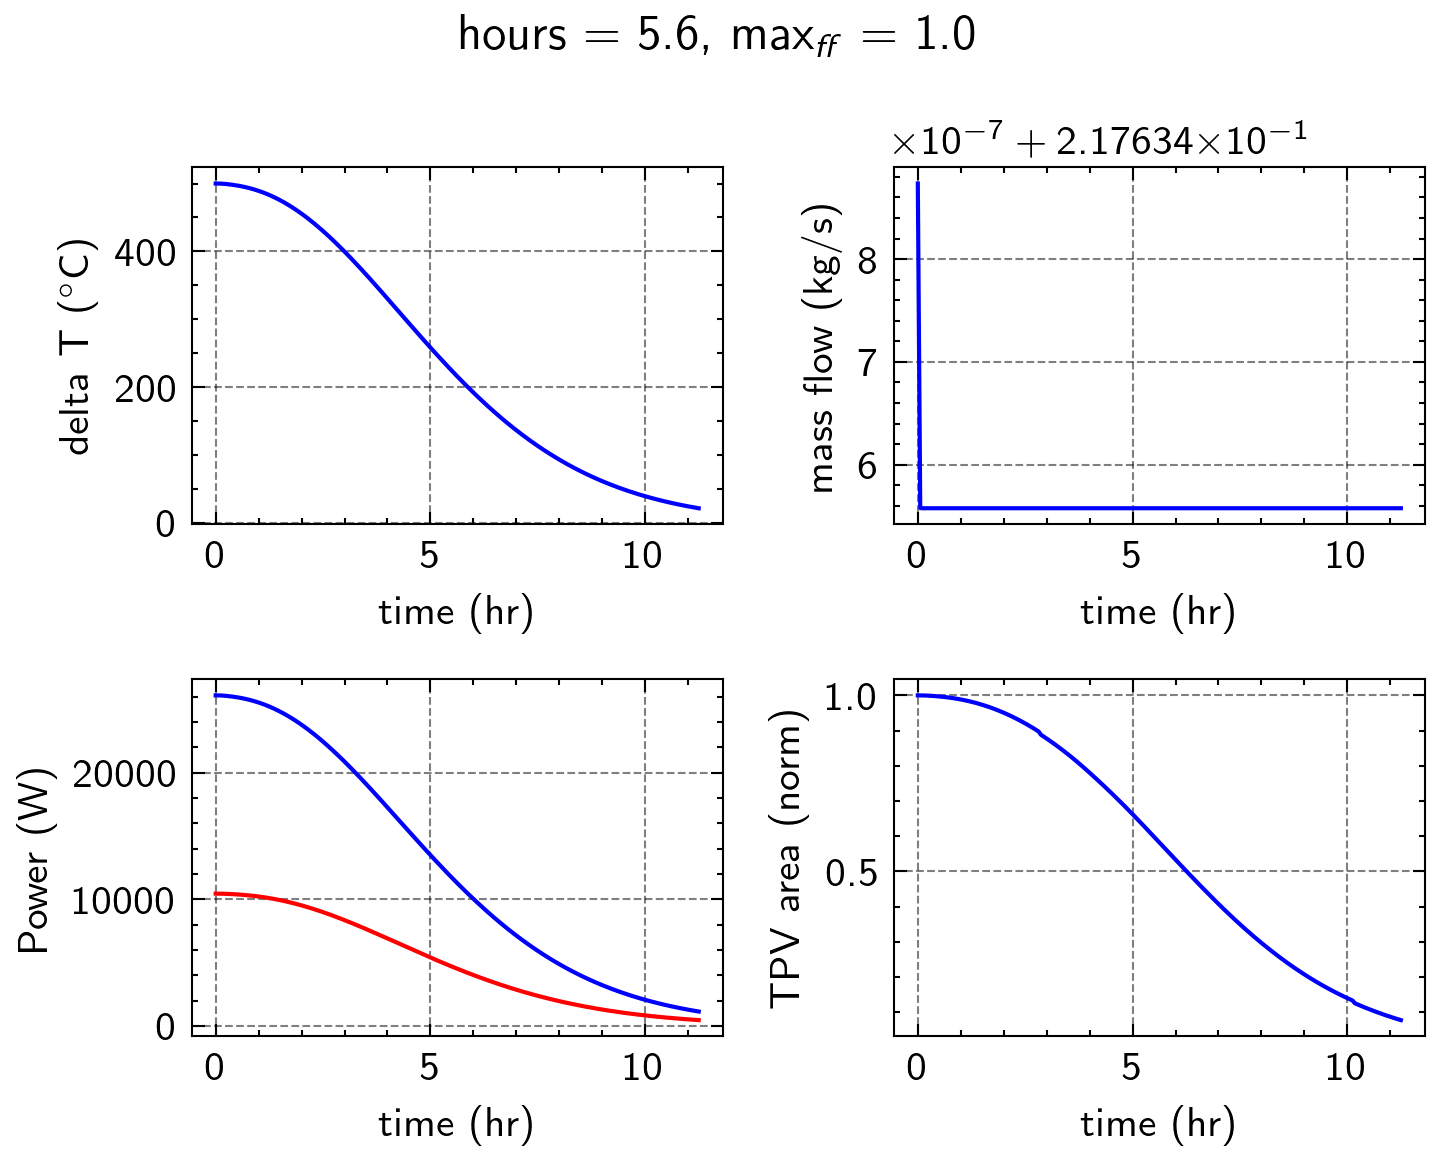 hours = 5.6, max_ff = 1.0
delta T (°C)
400
200
0
0 5 10
time (hr)
×10⁻⁷ + 2.17634×10⁻¹
mass flow (kg/s)
8
7
6
0 5 10
time (hr)
Power (W)
20000
10000
0
0 5 10
time (hr)
TPV area (norm)
1.0
0.5
0 5 10
time (hr)